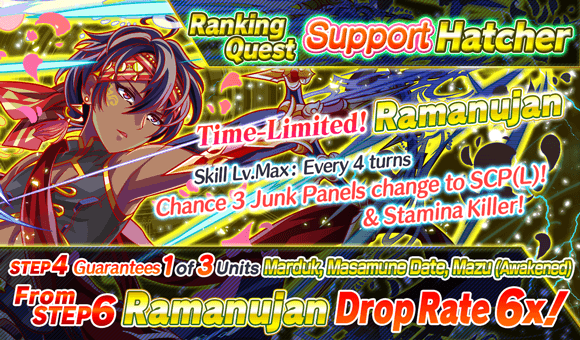 Ranking Quest Support Hatcher
Time-Limited! Ramanujan
Skill Lv.Max: Every 4 turns
Chance 3 Junk Panels change to SCP(L)!
& Stamina Killer!
STEP4 Guarantees 1 of 3 Units Marduk, Masamune Date, Mazu (Awakened)
From STEP6 Ramanujan Drop Rate 6x!